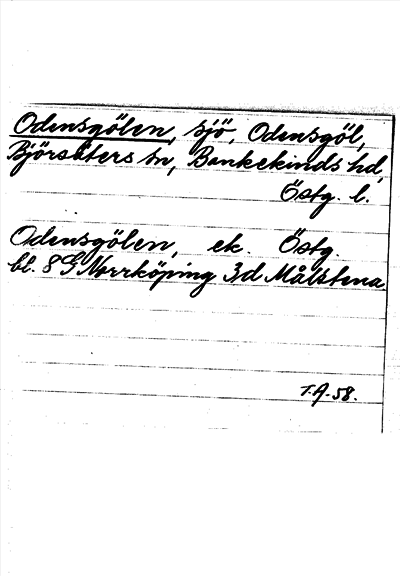 Odensgölen, sjö, Odensgöl,
Björsäters sn, Bankekinds hd,
Östg. l.
Odensgölen, ek. Östg.
bl. 8 G Norrköping 3d Målstena
T.A. 58.